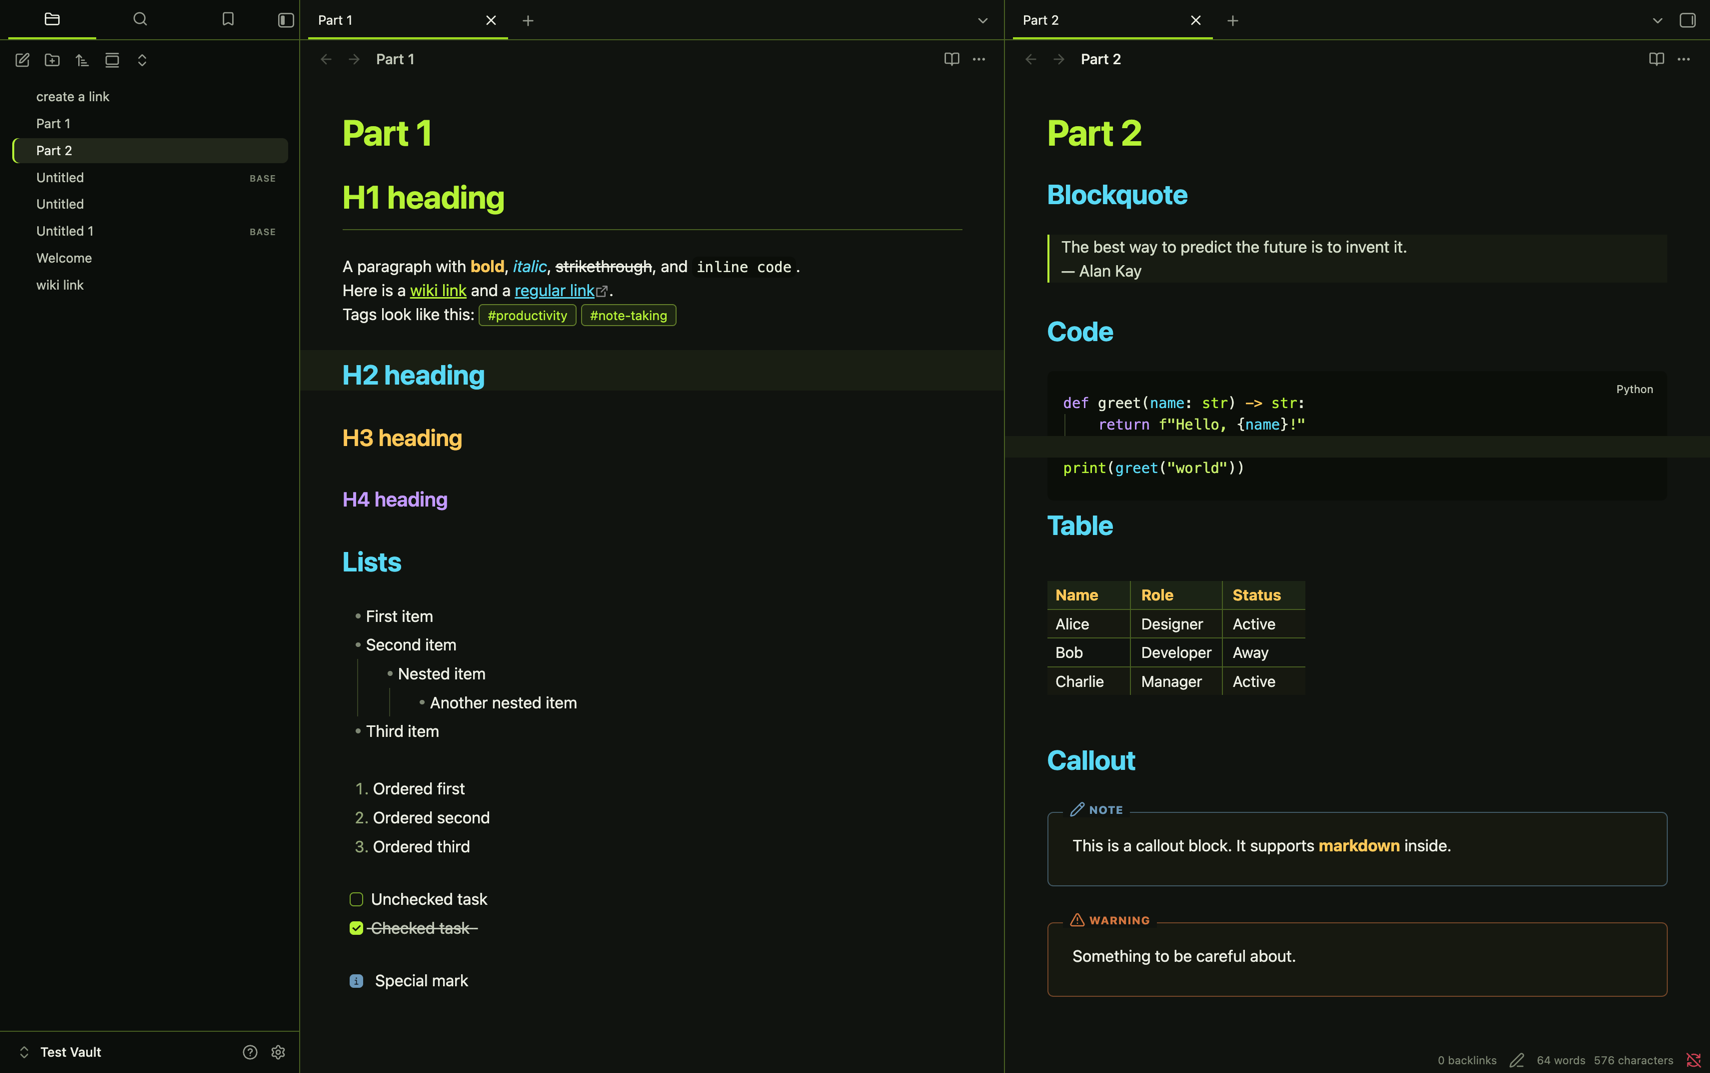 Part 1
Part 2
Part 1
Part 2
create a link
Part 1
Part 2
Untitled BASE
Untitled
Untitled 1 BASE
Welcome
wiki link
Test Vault
Part 1
H1 heading
A paragraph with bold, italic, strikethrough, and inline code.
Here is a wiki link and a regular link.
Tags look like this: #productivity #note-taking
H2 heading
H3 heading
H4 heading
Lists
• First item
• Second item
• Nested item
• Another nested item
• Third item
1. Ordered first
2. Ordered second
3. Ordered third
Unchecked task
Checked task
i Special mark
Part 2
Blockquote
The best way to predict the future is to invent it.
— Alan Kay
Code
Python
def greet(name: str) -> str:
    return f"Hello, {name}!"
print(greet("world"))
Table
Name Role Status
Alice Designer Active
Bob Developer Away
Charlie Manager Active
Callout
NOTE
This is a callout block. It supports markdown inside.
WARNING
Something to be careful about.
0 backlinks 64 words 576 characters